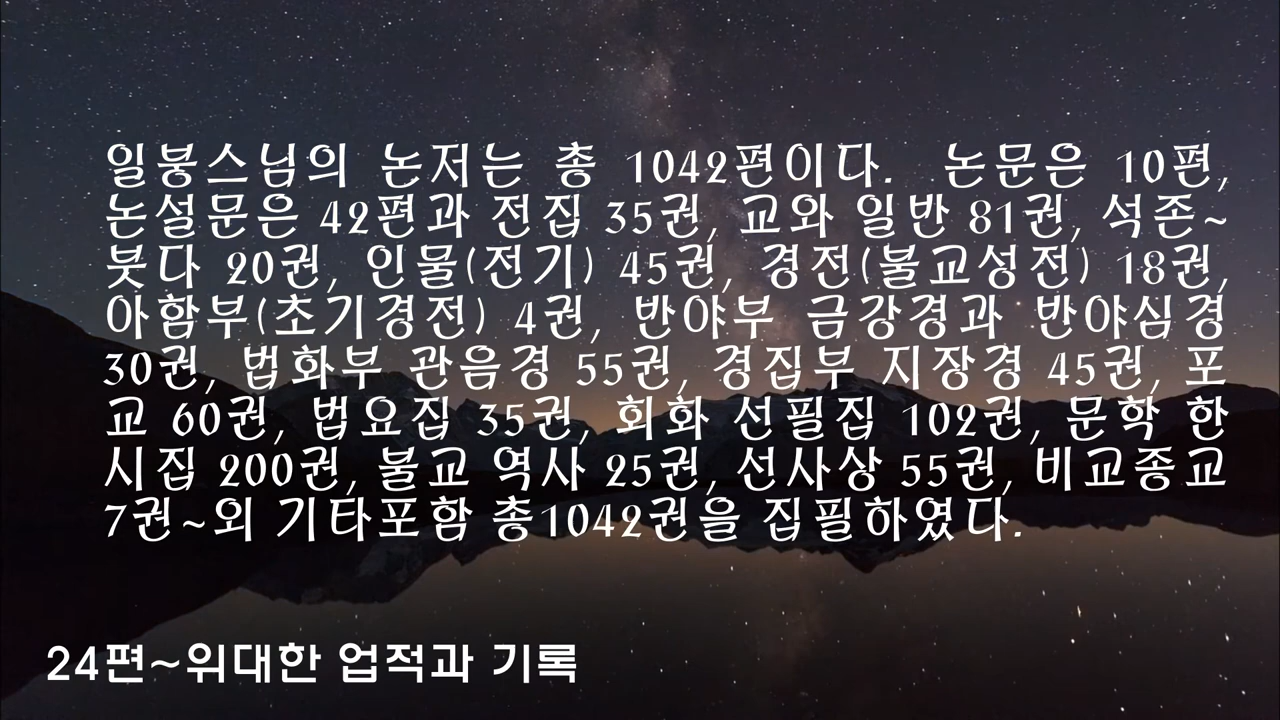 일붕스님의 논저는 총 1042편이다. 논문은 10편,
논설문은 42편과 전집 35권, 교와 일반 81권, 석존~
붓다 20권, 인물(전기) 45권, 경전(불교성전) 18권,
아함부(초기경전) 4권, 반야부 금강경과 반야심경
30권, 법화부 관음경 55권, 경집부 지장경 45권, 포
교 60권, 법요집 35권, 회화 선필집 102권, 문학 한
시집 200권, 불교 역사 25권, 선사상 55권, 비교종교
7권~외 기타포함 총1042권을 집필하였다.
24편~위대한 업적과 기록